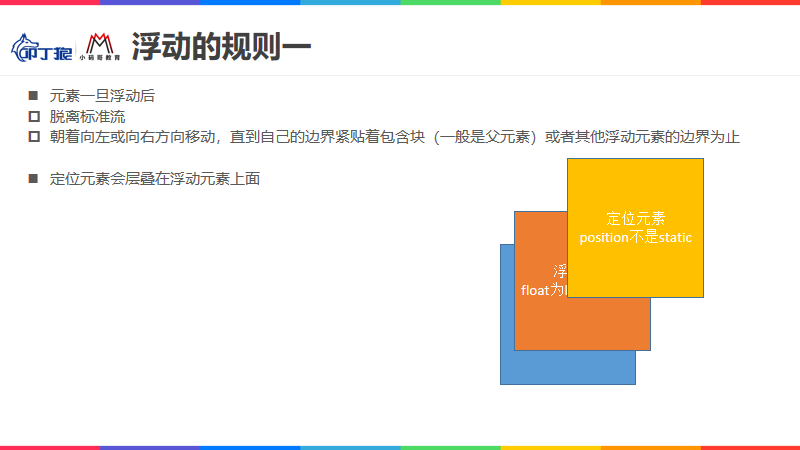 叩丁狼
小码哥教育
浮动的规则一
元素一旦浮动后
脱离标准流
朝着向左或向右方向移动，直到自己的边界紧贴着包含块（一般是父元素）或者其他浮动元素的边界为止
定位元素会层叠在浮动元素上面
定位元素
position不是static
浮
float为